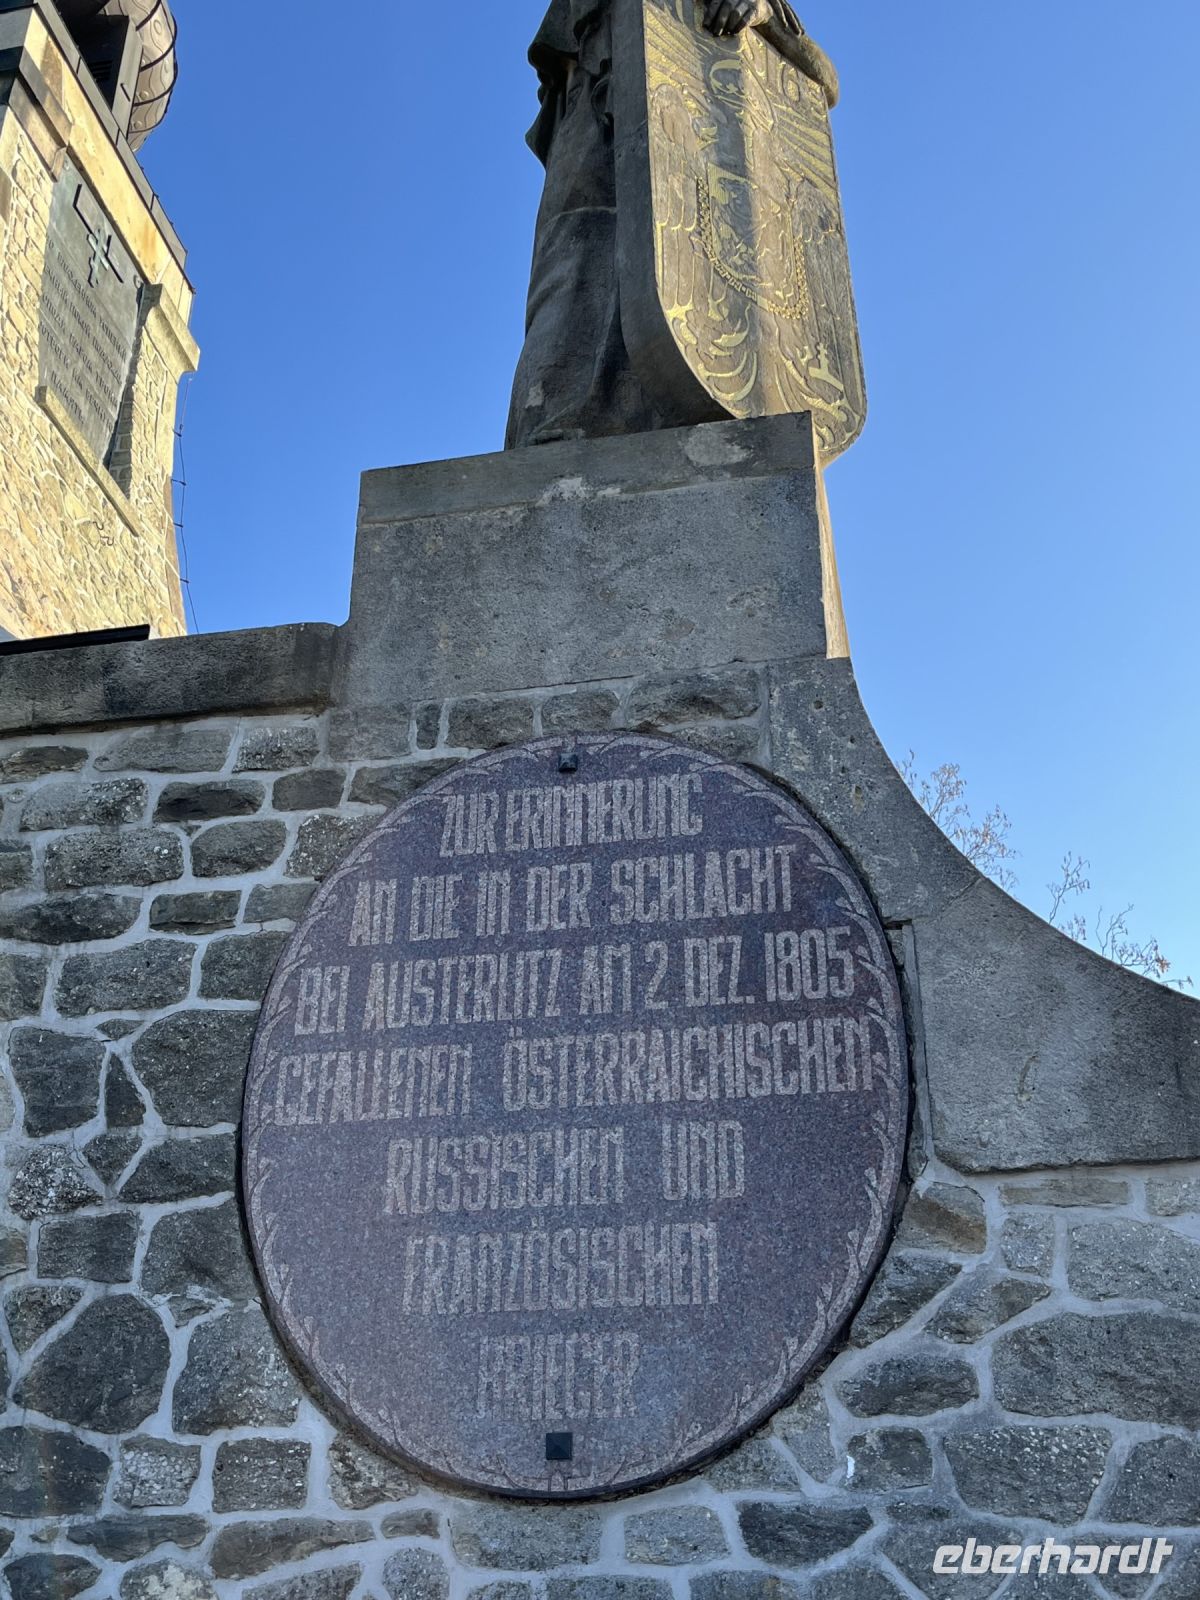 ZUR ERINNERUNG
AN DIE IN DER SCHLACHT
BEI AUSTERLITZ AM 2. DEZ. 1805
GEFALLENEN ÖSTERRAICHISCHEN
RUSSISCHEN UND
FRANZÖSISCHEN
KRIEGER
eberhardt